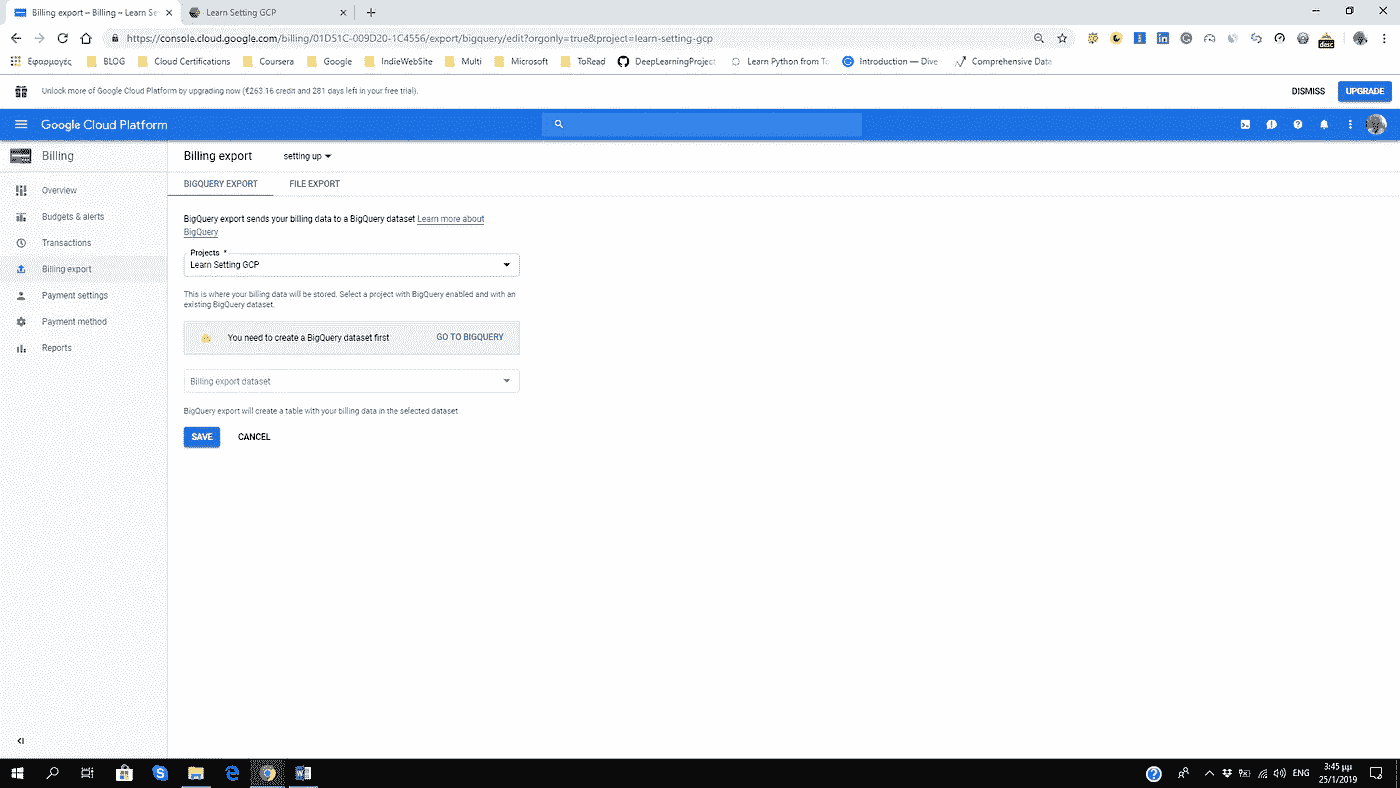 Billing export – Billing – Learn Se
Learn Setting GCP
https://console.cloud.google.com/billing/01D51C-009D20-1C4556/export/bigquery/edit?orgonly=true&project=learn-setting-gcp
desc
Εφαρμογές
BLOG
Cloud Certifications
Coursera
Google
IndieWebSite
Multi
Microsoft
ToRead
DeepLearningProject
Learn Python from To
Introduction — Dive
Comprehensive Data
Unlock more of Google Cloud Platform by upgrading now (€263.16 credit and 281 days left in your free trial).
DISMISS
UPGRADE
Google Cloud Platform
Billing
Billing export
setting up
Overview
Budgets & alerts
Transactions
Billing export
Payment settings
Payment method
Reports
BIGQUERY EXPORT
FILE EXPORT
BigQuery export sends your billing data to a BigQuery dataset Learn more about
BigQuery
Projects *
Learn Setting GCP
This is where your billing data will be stored. Select a project with BigQuery enabled and with an
existing BigQuery dataset.
You need to create a BigQuery dataset first
GO TO BIGQUERY
Billing export dataset
BigQuery export will create a table with your billing data in the selected dataset
SAVE
CANCEL
ENG
3:45 μμ
25/1/2019